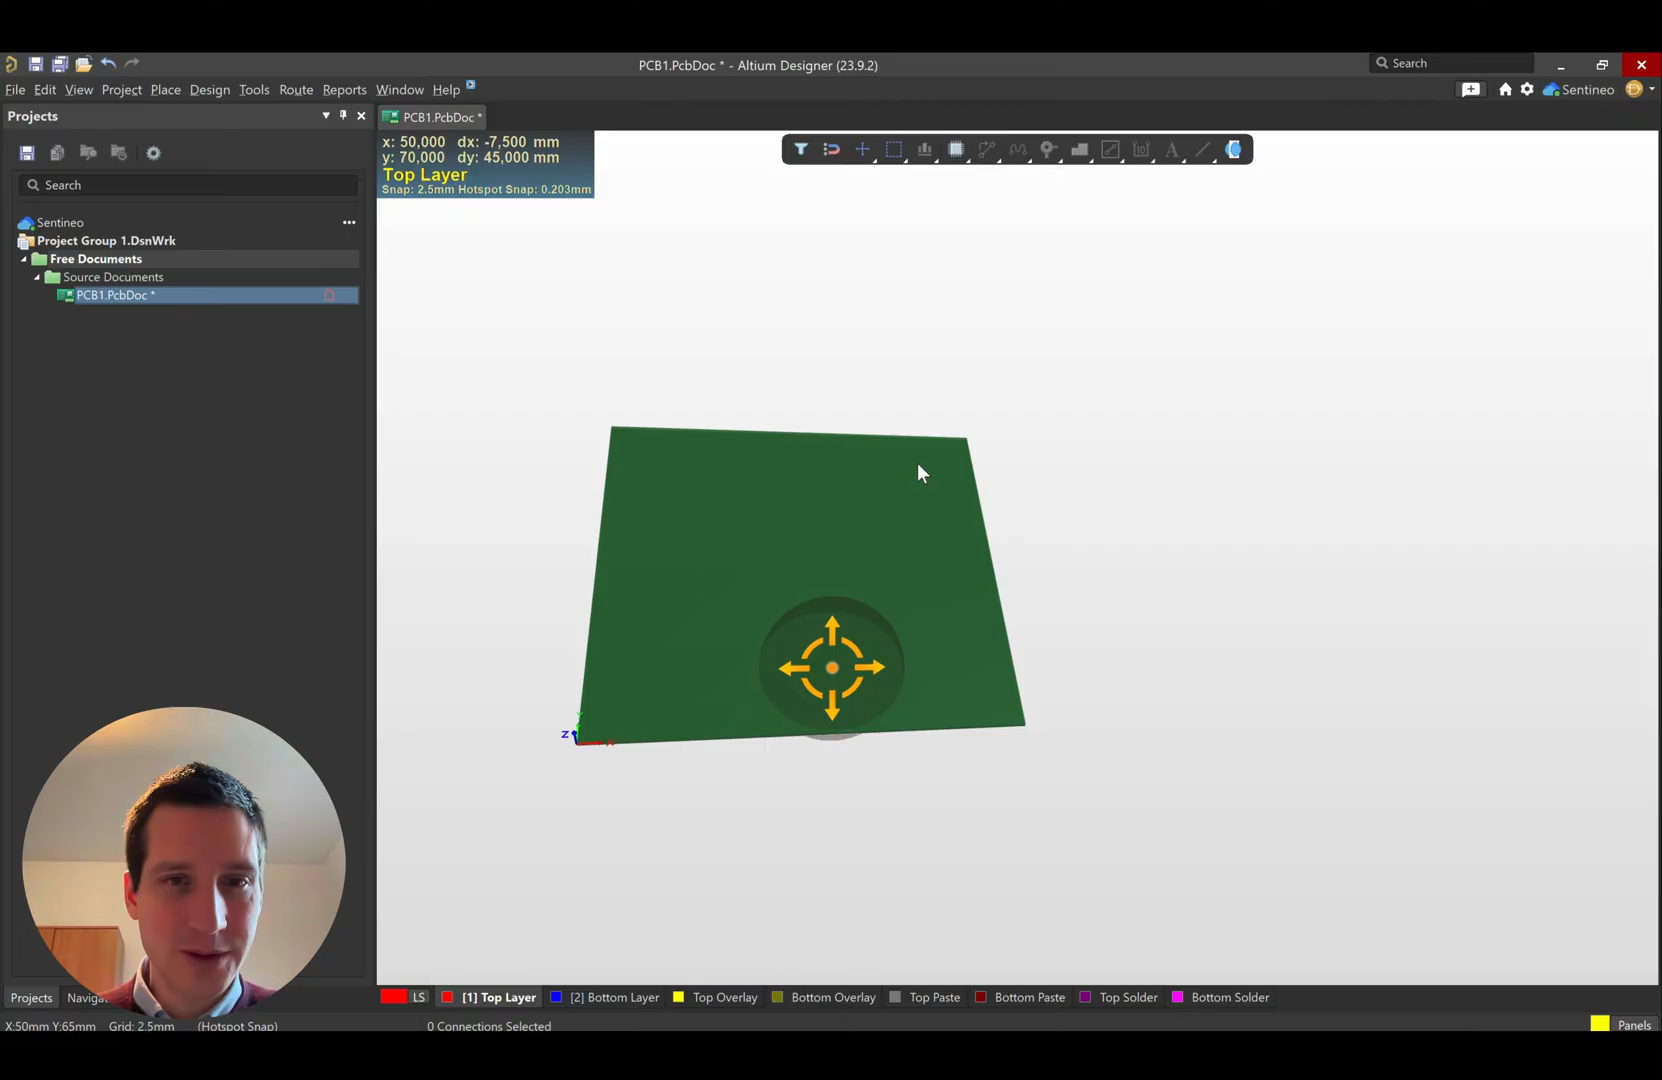 PCB1.PcbDoc * - Altium Designer (23.9.2)
Search
File Edit View Project Place Design Tools Route Reports Window Help
Sentineo
Projects
PCB1.PcbDoc *
x: 50,000 dx: -7,500 mm
y: 70,000 dy: 45,000 mm
Top Layer
Snap: 2.5mm Hotspot Snap: 0.203mm
Search
Sentineo
Project Group 1.DsnWrk
Free Documents
Source Documents
PCB1.PcbDoc *
Z
Y
X
Projects
LS [1] Top Layer [2] Bottom Layer Top Overlay Bottom Overlay Top Paste Bottom Paste Top Solder Bottom Solder
X:50mm Y:65mm Grid: 2.5mm (Hotspot Snap) 0 Connections Selected Panels